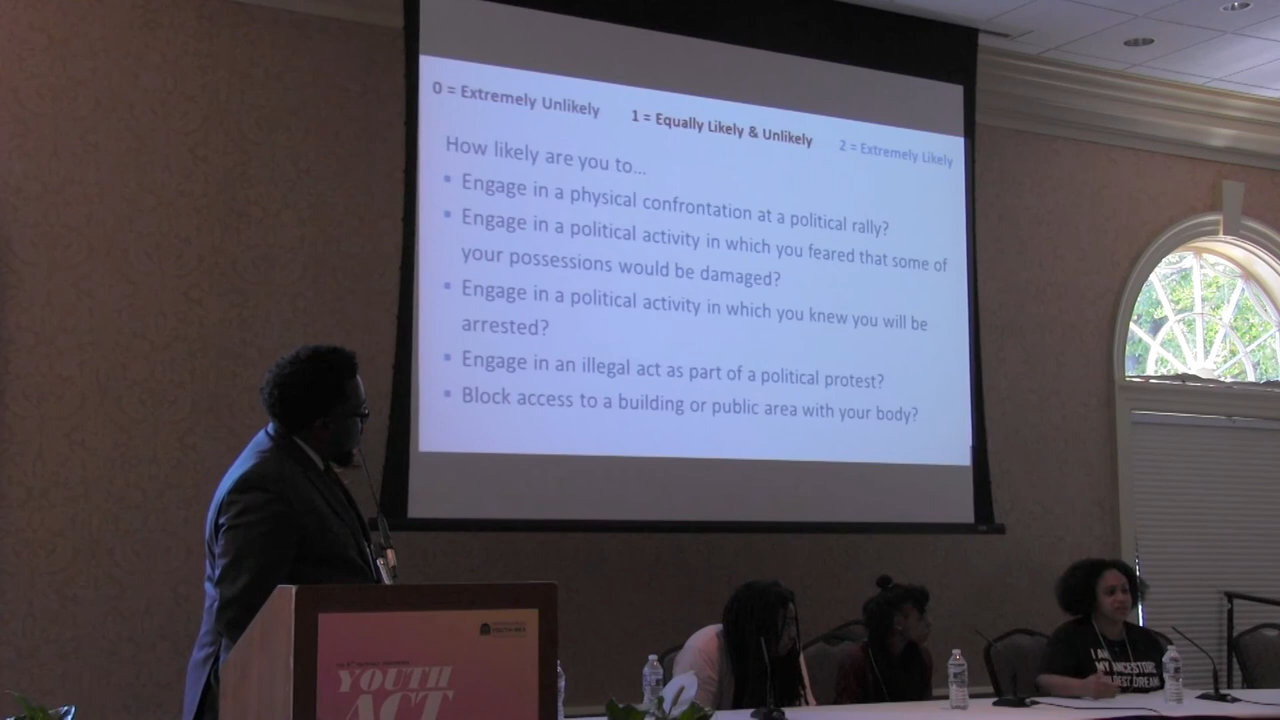 0 = Extremely Unlikely 1 = Equally Likely & Unlikely 2 = Extremely Likely
How likely are you to...
• Engage in a physical confrontation at a political rally?
• Engage in a political activity in which you feared that some of
your possessions would be damaged?
• Engage in a political activity in which you knew you will be
arrested?
• Engage in an illegal act as part of a political protest?
• Block access to a building or public area with your body?
YOUTH
ACT
I AM
MY ANCESTORS
WILDEST DREAM